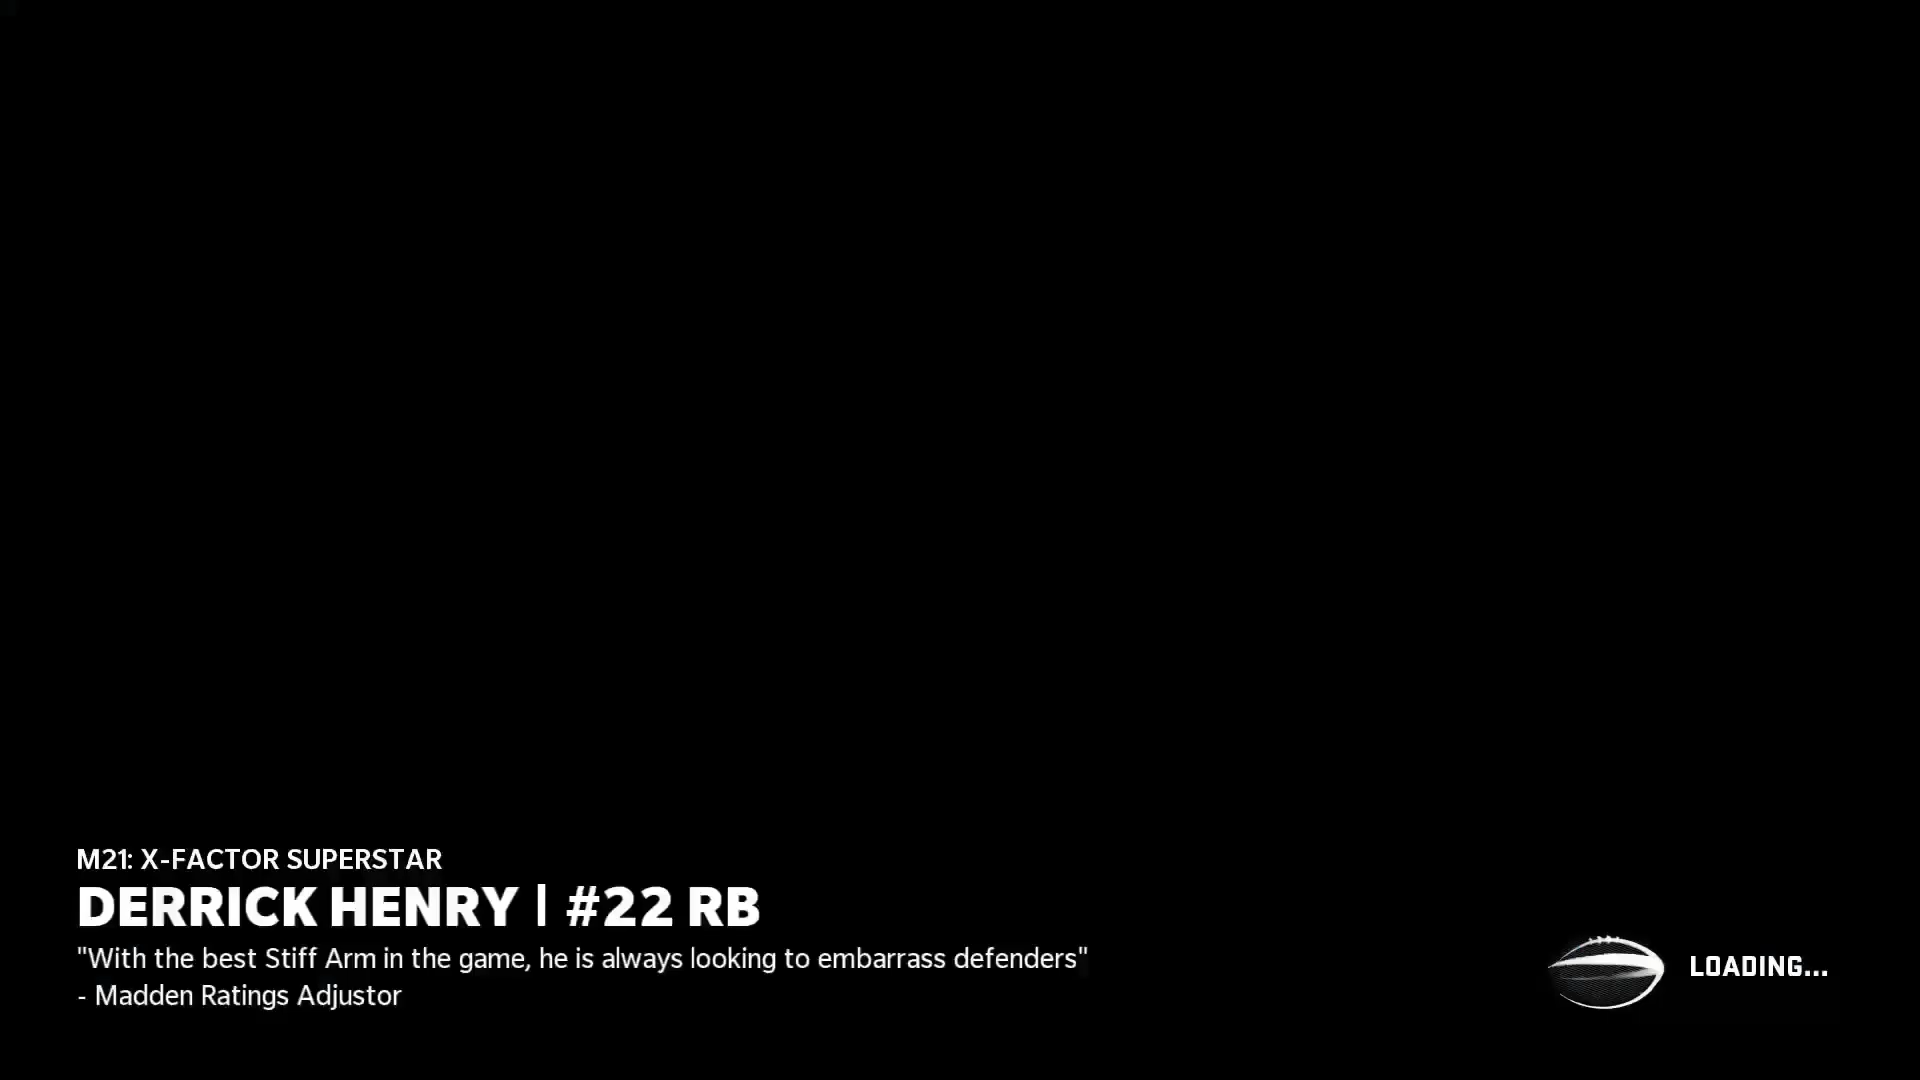 M21: X-FACTOR SUPERSTAR
DERRICK HENRY | #22 RB
"With the best Stiff Arm in the game, he is always looking to embarrass defenders"
- Madden Ratings Adjustor
LOADING...